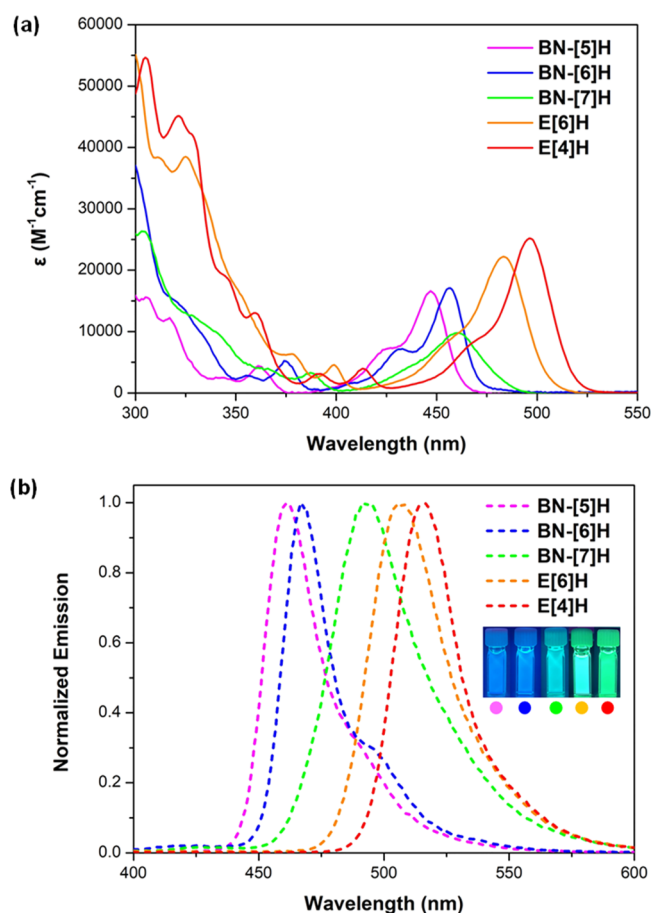 (a)
60000
50000
40000
30000
20000
10000
0
ε (M⁻¹cm⁻¹)
BN-[5]H
BN-[6]H
BN-[7]H
E[6]H
E[4]H
300 350 400 450 500 550
Wavelength (nm)
(b)
1.0
0.8
0.6
0.4
0.2
0.0
Normalized Emission
BN-[5]H
BN-[6]H
BN-[7]H
E[6]H
E[4]H
400 450 500 550 600
Wavelength (nm)